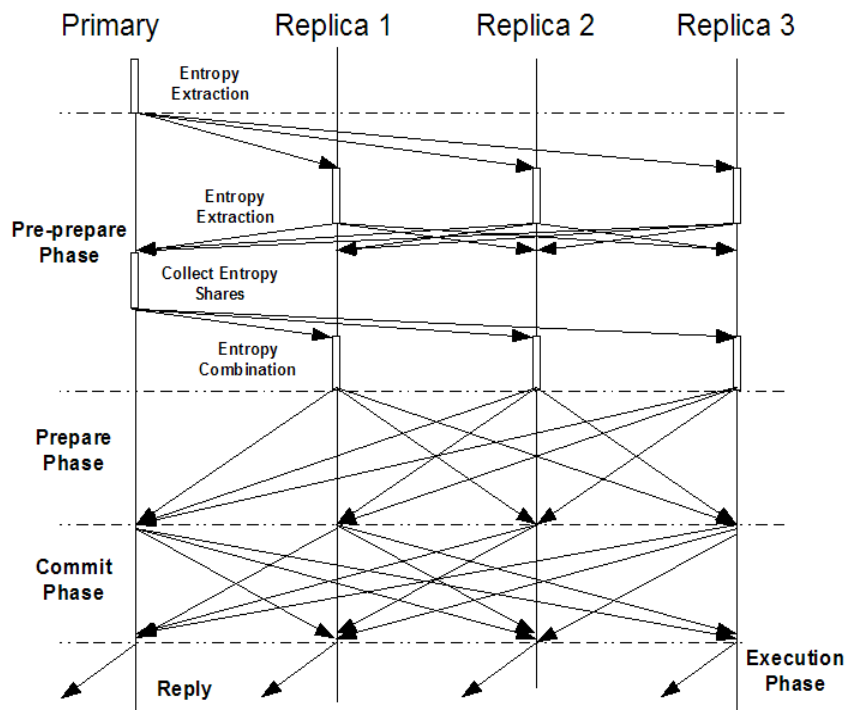 Primary
Replica 1
Replica 2
Replica 3
Entropy
Extraction
Entropy
Extraction
Pre-prepare
Phase
Collect Entropy
Shares
Entropy
Combination
Prepare
Phase
Commit
Phase
Reply
Execution
Phase